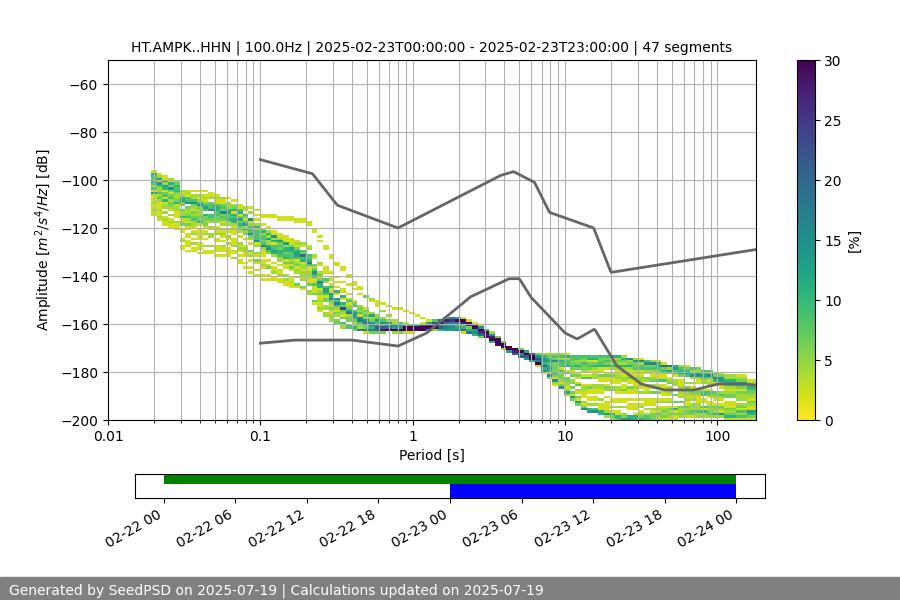 HT.AMPK..HHN | 100.0Hz | 2025-02-23T00:00:00 - 2025-02-23T23:00:00 | 47 segments
Amplitude [m²/s⁴/Hz] [dB]
−60
−80
−100
−120
−140
−160
−180
−200
0.01 0.1 1 10 100
Period [s]
30
25
20
15
10
5
0
[%]
02-22 00 02-22 06 02-22 12 02-22 18 02-23 00 02-23 06 02-23 12 02-23 18 02-24 00
Generated by SeedPSD on 2025-07-19 | Calculations updated on 2025-07-19